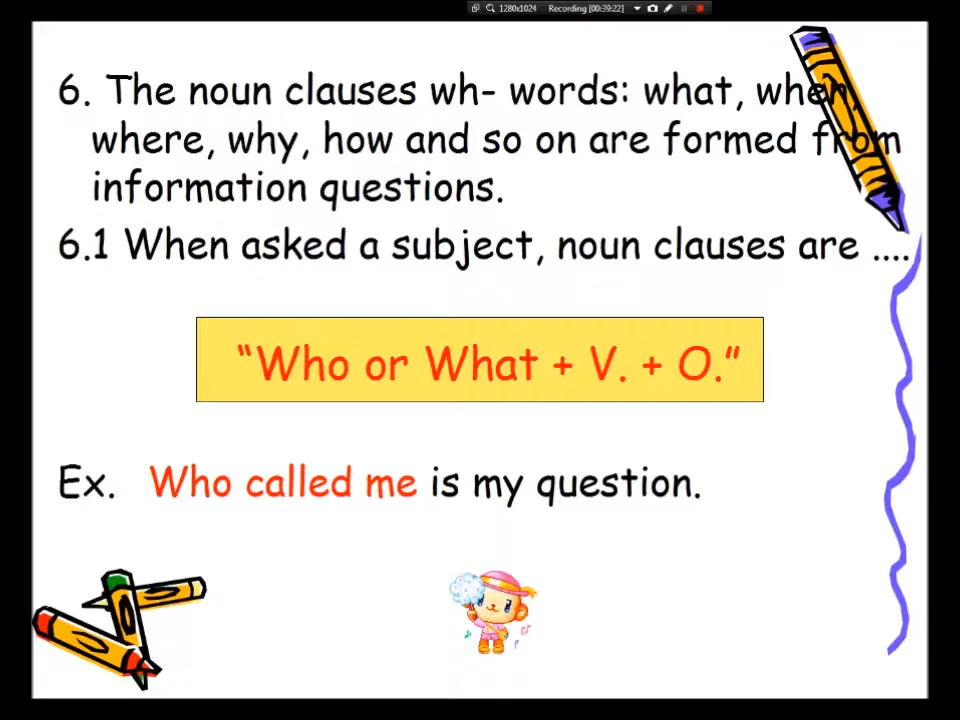 1280x1024 Recording [00:39:22]
6. The noun clauses wh- words: what, when,
where, why, how and so on are formed from
information questions.
6.1 When asked a subject, noun clauses are ....
“Who or What + V. + O.”
Ex. Who called me is my question.